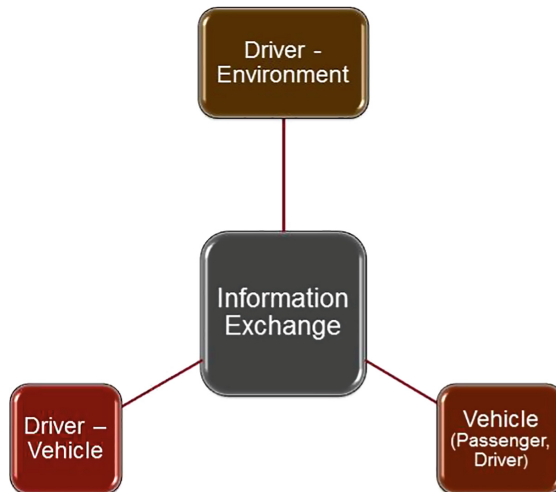 Driver -
Environment
Information
Exchange
Driver –
Vehicle
Vehicle
(Passenger,
Driver)